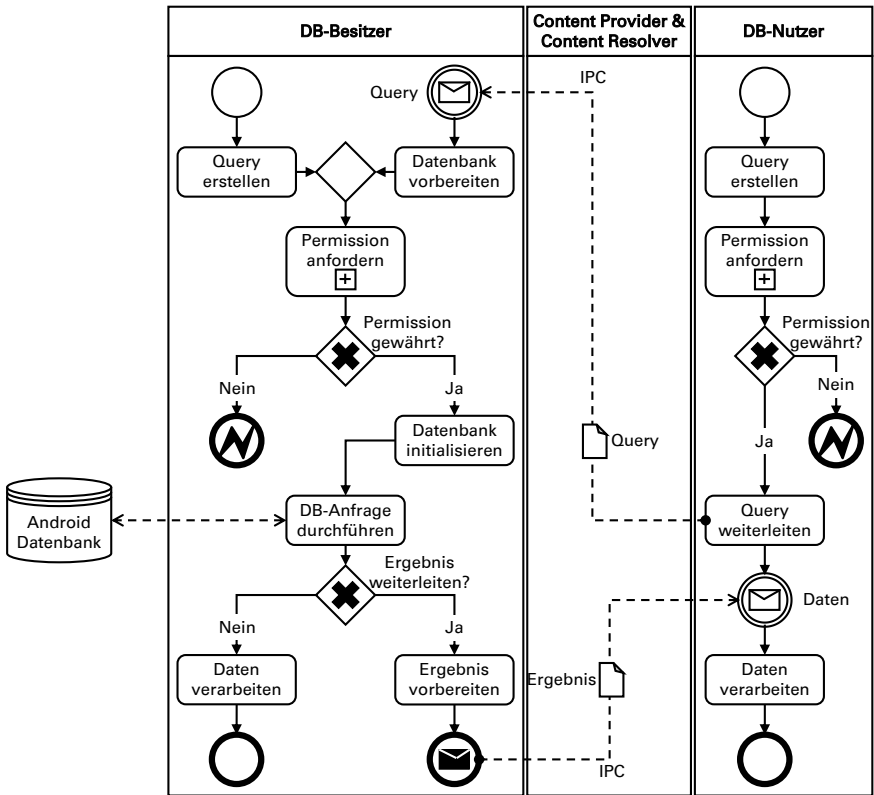 DB-Besitzer
Content Provider &
Content Resolver
DB-Nutzer
Query
IPC
Query
erstellen
Datenbank
vorbereiten
Query
erstellen
Permission
anfordern
Permission
anfordern
Permission
gewährt?
Permission
gewährt?
Nein
Ja
Nein
Datenbank
initialisieren
Query
Ja
Android
Datenbank
DB-Anfrage
durchführen
Query
weiterleiten
Ergebnis
weiterleiten?
Daten
Nein
Ja
Daten
verarbeiten
Ergebnis
vorbereiten
Ergebnis
Daten
verarbeiten
IPC